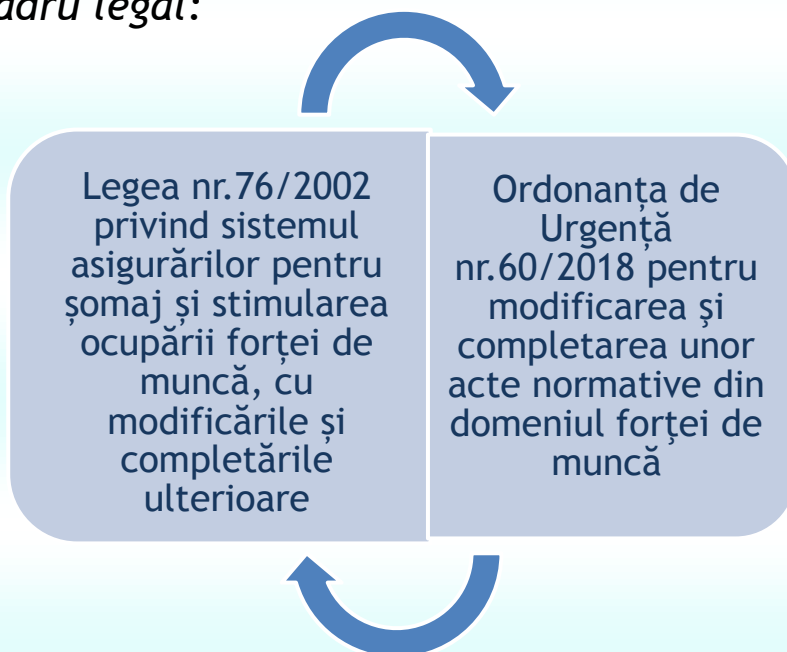 adru legal:
Legea nr.76/2002
privind sistemul
asigurărilor pentru
șomaj și stimularea
ocupării forței de
muncă, cu
modificările și
completările
ulterioare
Ordonanța de
Urgență
nr.60/2018 pentru
modificarea şi
completarea unor
acte normative din
domeniul forţei de
muncă